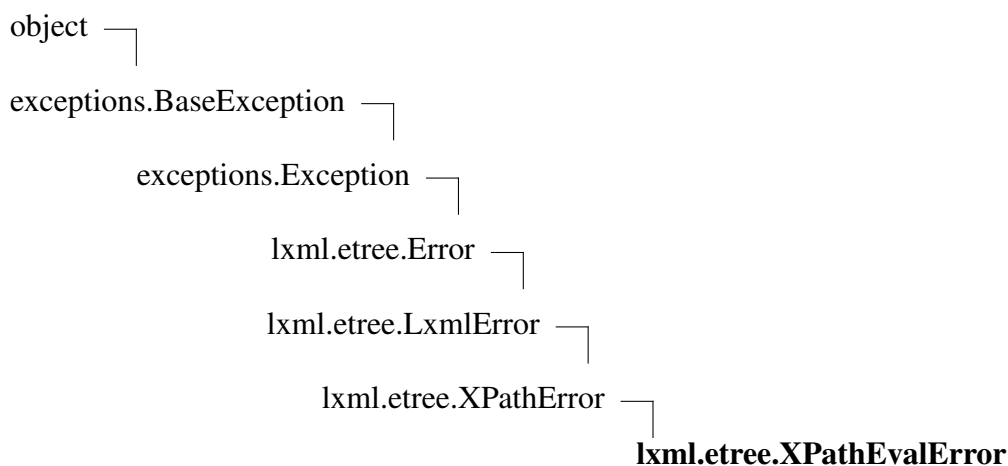 object
exceptions.BaseException
exceptions.Exception
lxml.etree.Error
lxml.etree.LxmlError
lxml.etree.XPathError
lxml.etree.XPathEvalError